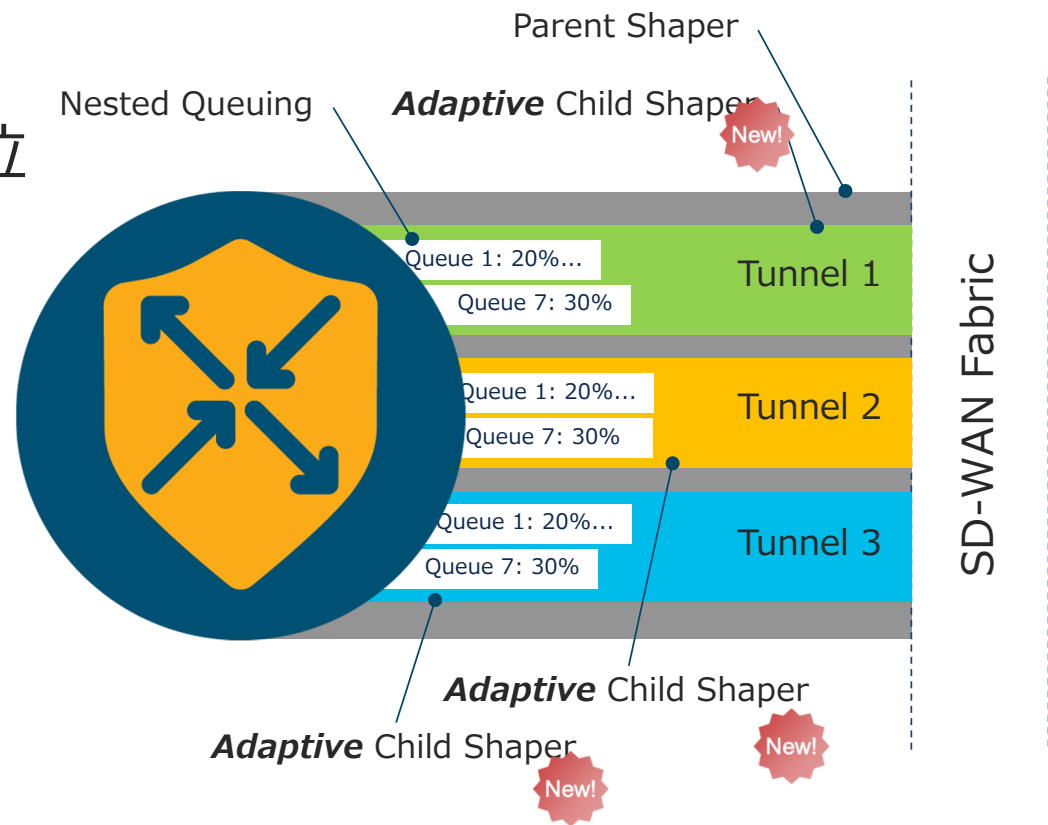 Parent Shaper
Nested Queuing
Adaptive Child Shaper
New!
立
Queue 1: 20%...
Queue 7: 30%
Tunnel 1
Queue 1: 20%...
Queue 7: 30%
Tunnel 2
Queue 1: 20%...
Queue 7: 30%
Tunnel 3
SD-WAN Fabric
Adaptive Child Shaper
New!
Adaptive Child Shaper
New!